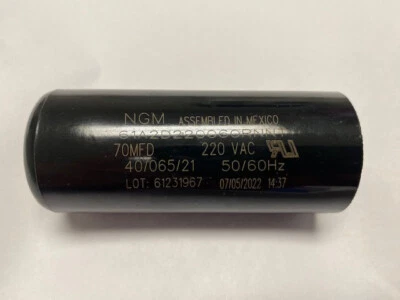 NGM ASSEMBLED IN MEXICO
70MFD 220 VAC RU
40/065/21 50/60Hz
LOT: 61231967 07/05/2022 14:37